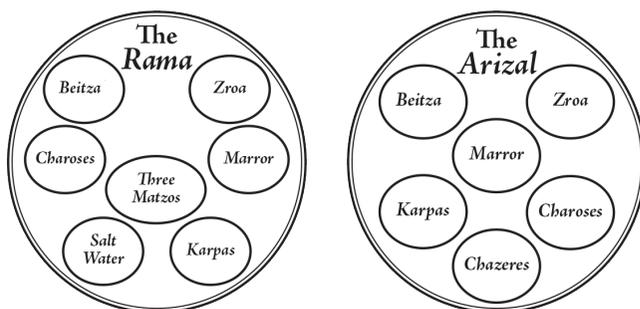 The
Rama
Beitza
Zroa
Charoses
Marror
Three
Matzos
Salt
Water
Karpas
The
Arizal
Beitza
Zroa
Marror
Karpas
Charoses
Chazeres